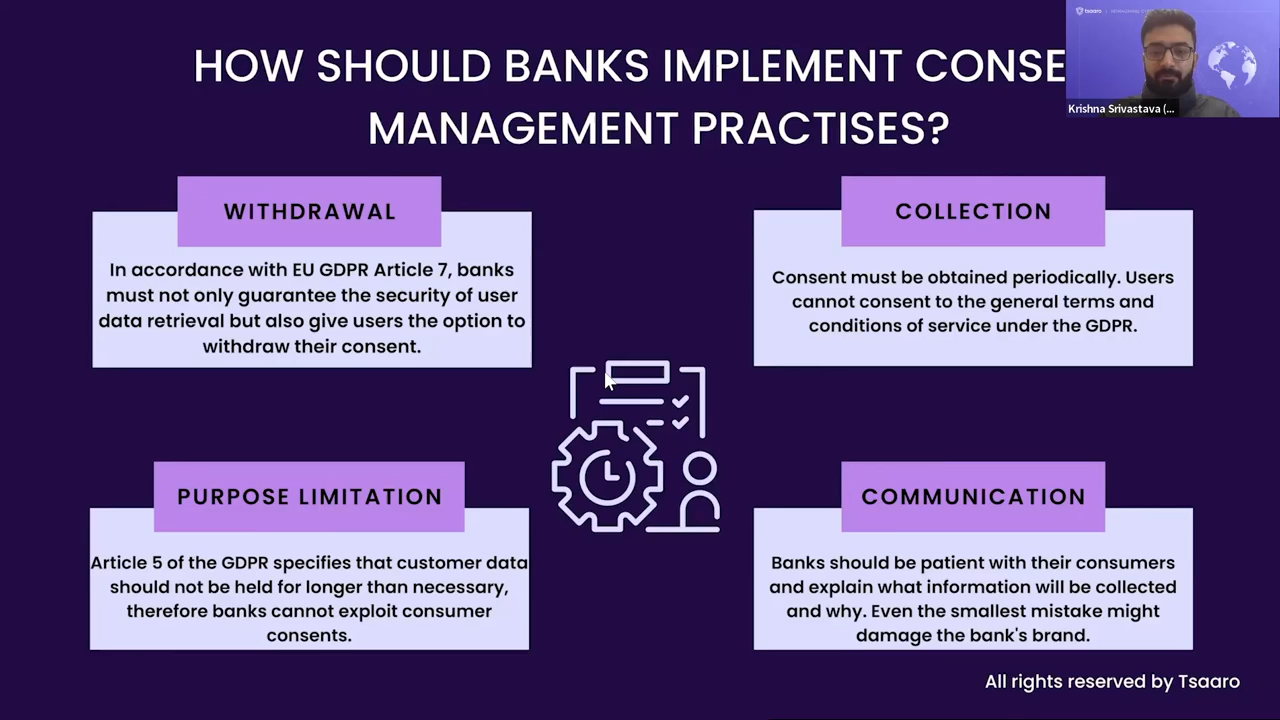 HOW SHOULD BANKS IMPLEMENT CONSE
MANAGEMENT PRACTISES?
tsaaro
Krishna Srivastava (...
WITHDRAWAL
In accordance with EU GDPR Article 7, banks
must not only guarantee the security of user
data retrieval but also give users the option to
withdraw their consent.
COLLECTION
Consent must be obtained periodically. Users
cannot consent to the general terms and
conditions of service under the GDPR.
PURPOSE LIMITATION
Article 5 of the GDPR specifies that customer data
should not be held for longer than necessary,
therefore banks cannot exploit consumer
consents.
COMMUNICATION
Banks should be patient with their consumers
and explain what information will be collected
and why. Even the smallest mistake might
damage the bank's brand.
All rights reserved by Tsaaro